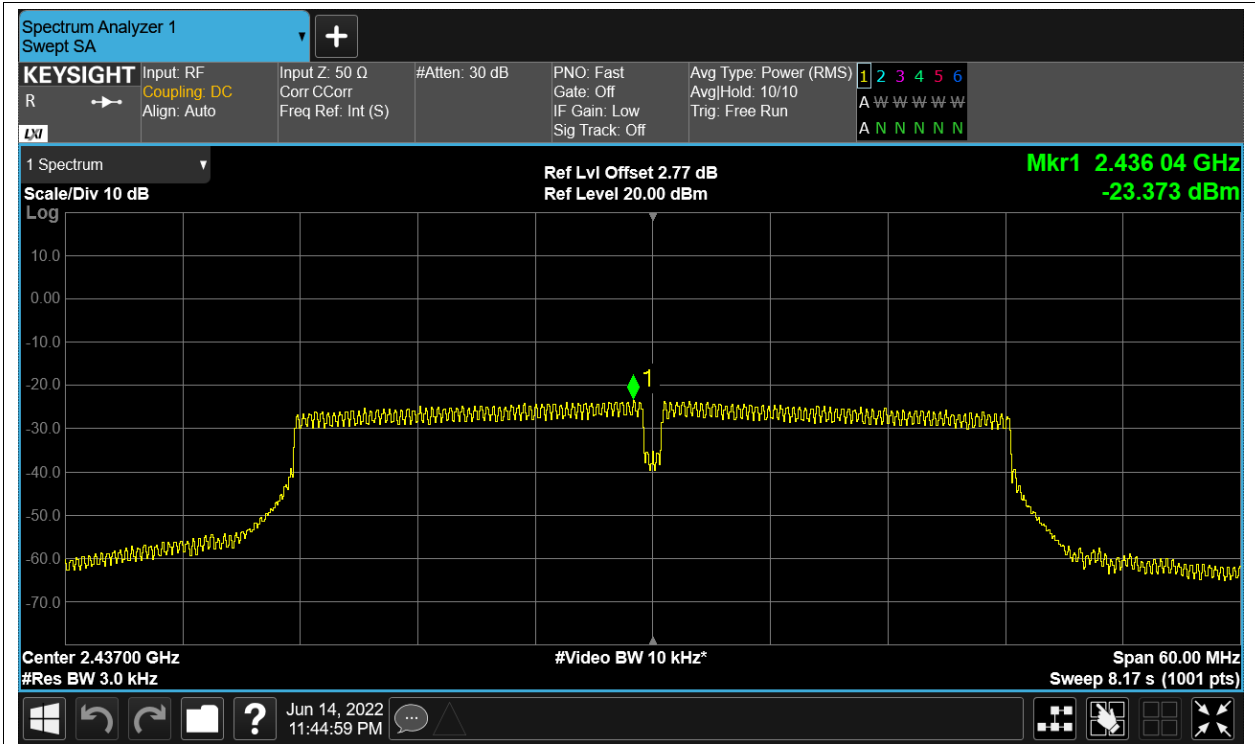 Spectrum Analyzer 1
Swept SA
KEYSIGHT
R
LXI
Input: RF
Coupling: DC
Align: Auto
Input Z: 50 Ω
Corr CCorr
Freq Ref: Int (S)
#Atten: 30 dB
PNO: Fast
Gate: Off
IF Gain: Low
Sig Track: Off
Avg Type: Power (RMS)
Avg|Hold: 10/10
Trig: Free Run
1 2 3 4 5 6
A W W W W W
A N N N N N
1 Spectrum
Scale/Div 10 dB
Log
Ref Lvl Offset 2.77 dB
Ref Level 20.00 dBm
Mkr1 2.436 04 GHz
-23.373 dBm
10.0
0.00
-10.0
-20.0
-30.0
-40.0
-50.0
-60.0
-70.0
1
Center 2.43700 GHz
#Res BW 3.0 kHz
#Video BW 10 kHz*
Span 60.00 MHz
Sweep 8.17 s (1001 pts)
?
Jun 14, 2022
11:44:59 PM